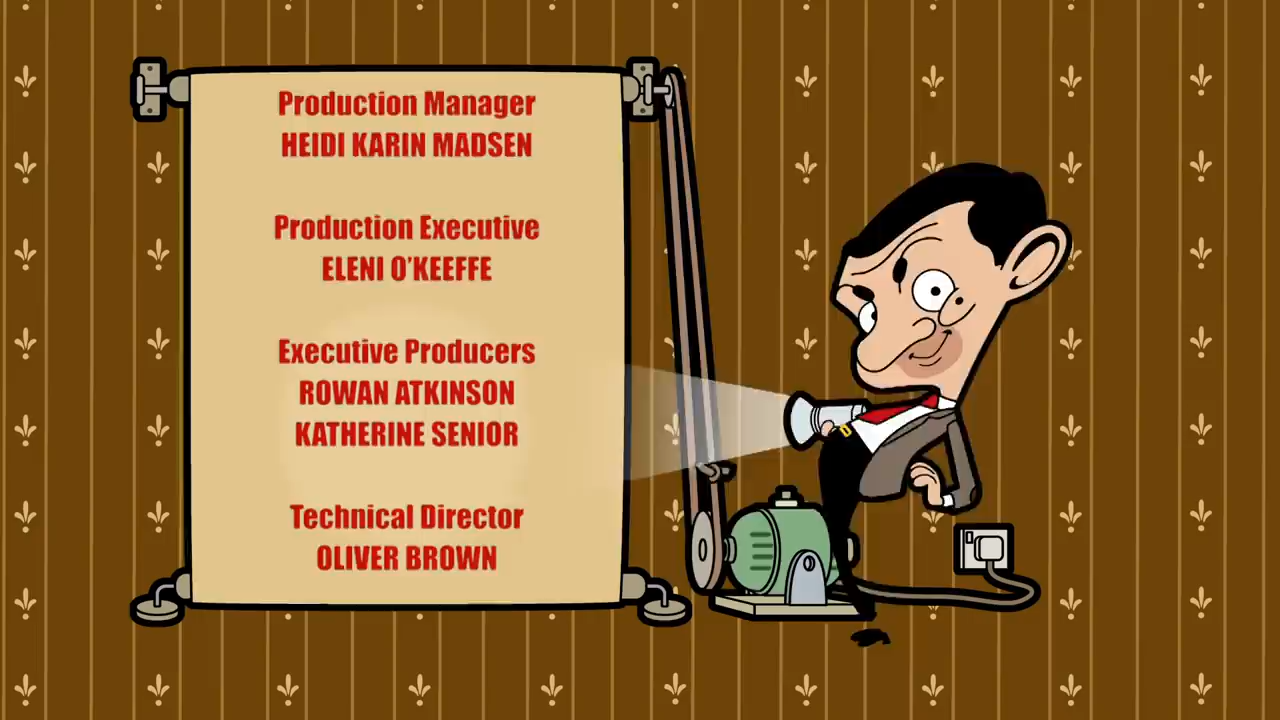 Production Manager
HEIDI KARIN MADSEN
Production Executive
ELENI O'KEEFFE
Executive Producers
ROWAN ATKINSON
KATHERINE SENIOR
Technical Director
OLIVER BROWN